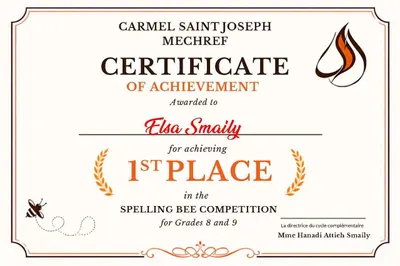 CARMEL SAINT JOSEPH
MECHREF
CERTIFICATE
OF ACHIEVEMENT
Awarded to
Elsa Smaily
for achieving
1ST PLACE
in the
SPELLING BEE COMPETITION
for Grades 8 and 9
La directrice du cycle complémentaire
Mme Hanadi Attieh Smaily